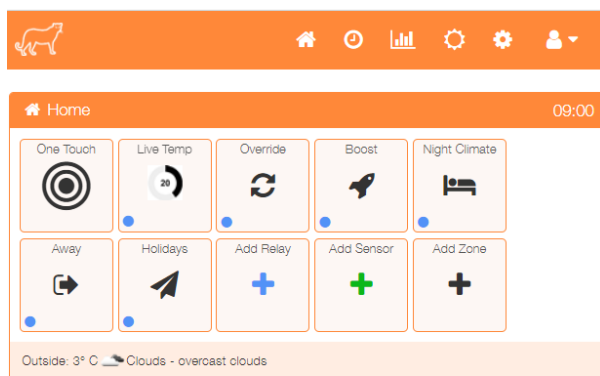 Home 09:00
One Touch Live Temp Override Boost Night Climate
20
Away Holidays Add Relay Add Sensor Add Zone
Outside: 3° C Clouds - overcast clouds